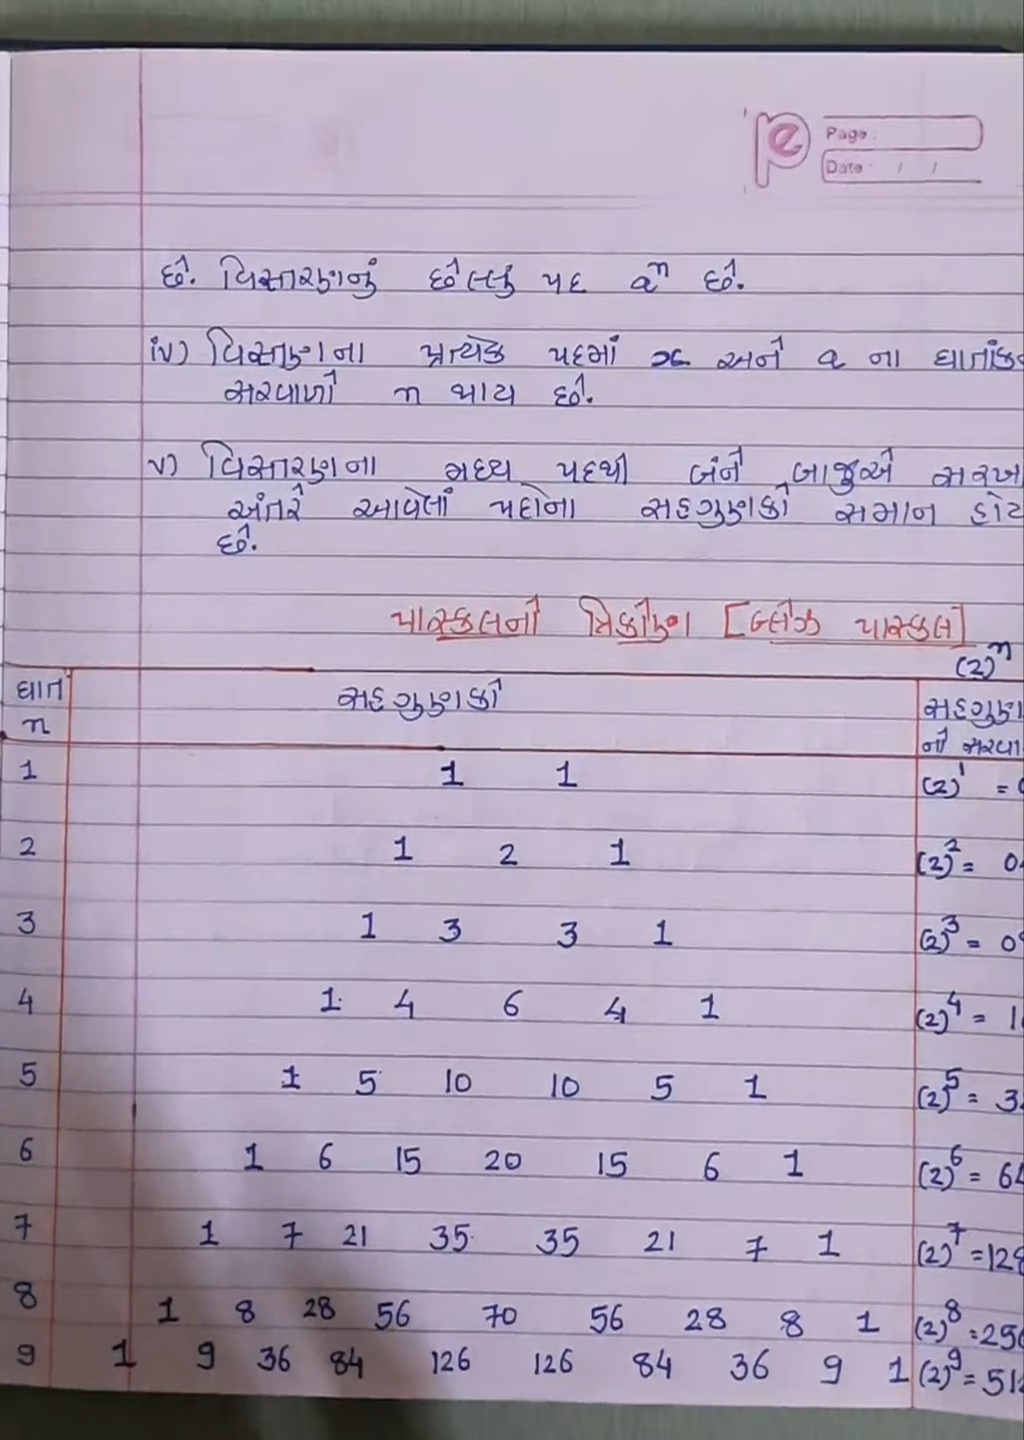 Page :
Date : / /
છે. વિસ્તરણનું છેલ્લું પદ aⁿ છે.
iv) વિસ્તરણના પ્રત્યેક પદમાં x અને a ના
સરવાળો n થાય છે.
v) વિસ્તરણના મધ્ય પદથી બંને બાજુએ
અંતરે આવેલાં પદોના સહગુણકો સમાન
છે.
પાસ્કલનો ત્રિકોણ [બ્લેઝ પાસ્કલ]
(2)ⁿ
ઘાત n સહગુણકો
1 1 1 (2)¹ =
2 1 2 1 (2)² =
3 1 3 3 1 (2)³ =
4 1 4 6 4 1 (2)⁴ =
5 1 5 10 10 5 1 (2)⁵ =
6 1 6 15 20 15 6 1 (2)⁶ =
7 1 7 21 35 35 21 7 1 (2)⁷ =
8 1 8 28 56 70 56 28 8 1 (2)⁸ =
9 1 9 36 84 126 126 84 36 9 1 (2)⁹ =